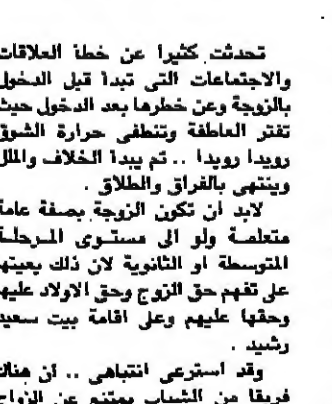 تحدثت كثيرا عن خطأ العلاقات
والاجتماعات التى تبدأ قبل الدخول
بالزوجة وعن خطرها بعد الدخول حيث
تفتر العاطفة وتنطفى حرارة الشوق
رويدا رويدا .. ثم يبدأ الخلاف والملل
وينتهى بالفراق والطلاق .
لابد أن تكون الزوجة بصفة عامة
متعلمة ولو الى مستوى المرحلة
المتوسطة او الثانوية لان ذلك يعينها
على تفهم حق الزوج وحق الاولاد عليها
وحقها عليهم وعلى اقامة بيت سعيد
رشيد .
وقد استرعى انتباهى .. أن هناك
فريقا من الشباب يمتنع عن الزواج